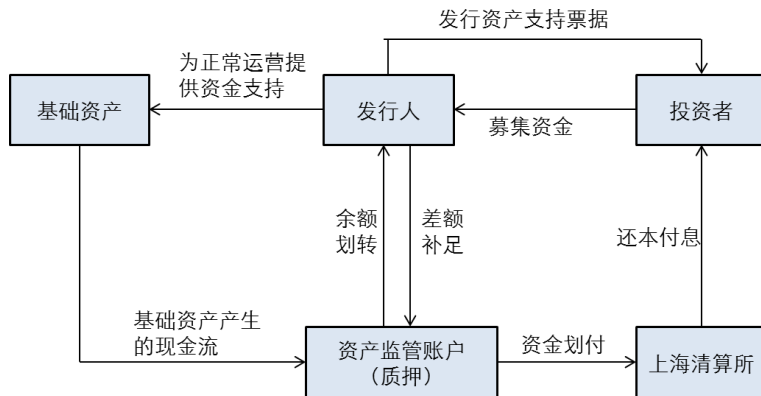 发行资产支持票据
为正常运营提
供资金支持
基础资产
发行人
投资者
募集资金
余额
划转
差额
补足
还本付息
基础资产产生
的现金流
资产监管账户
（质押）
资金划付
上海清算所